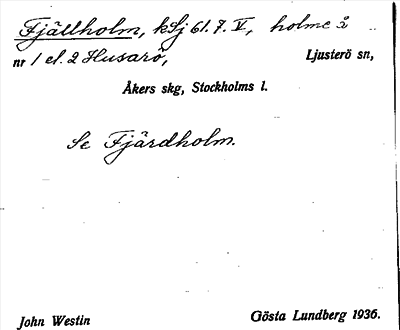 Fjällholm, kSj 61.7. V, holme å
nr 1 el. 2 Husarö, Ljusterö sn,
Åkers skg, Stockholms l.
Se Fjärdholm.
John Westin Gösta Lundberg 1936.